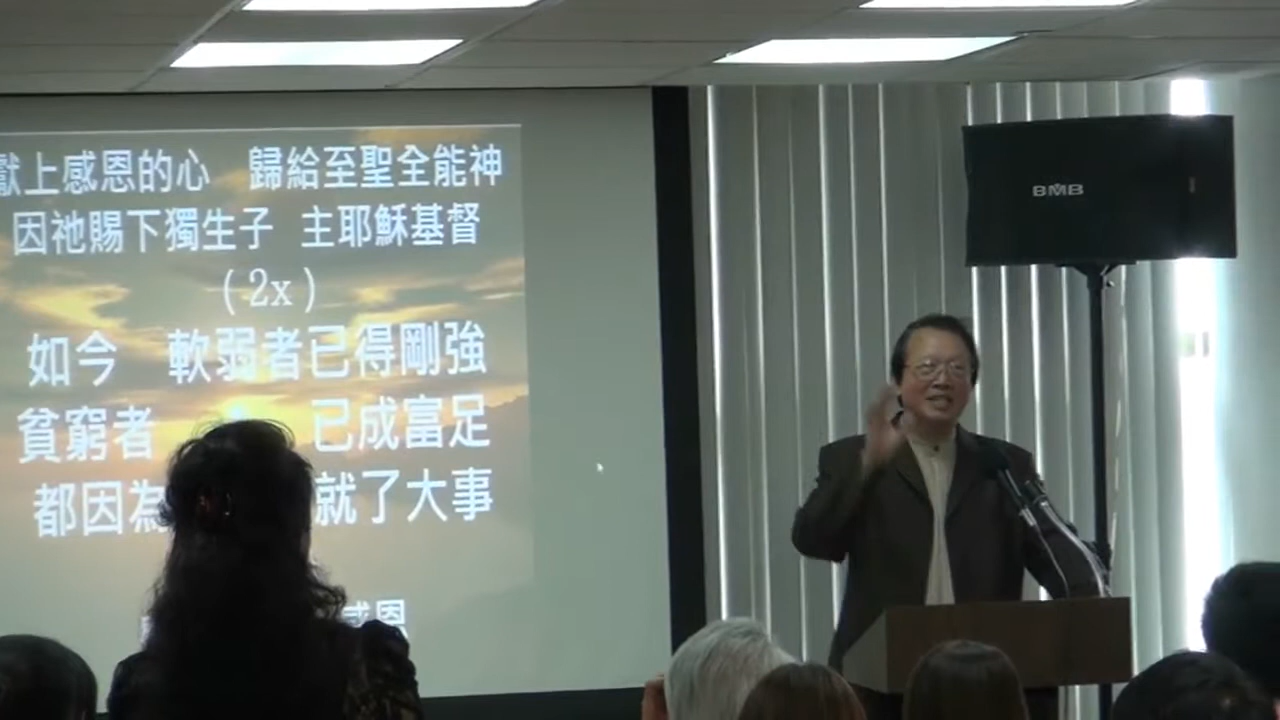 獻上感恩的心 歸給至聖全能神
因祂賜下獨生子 主耶穌基督
(2x)
如今 軟弱者已得剛強
貧窮者 已成富足
都因為 就了大事
感恩
BMB